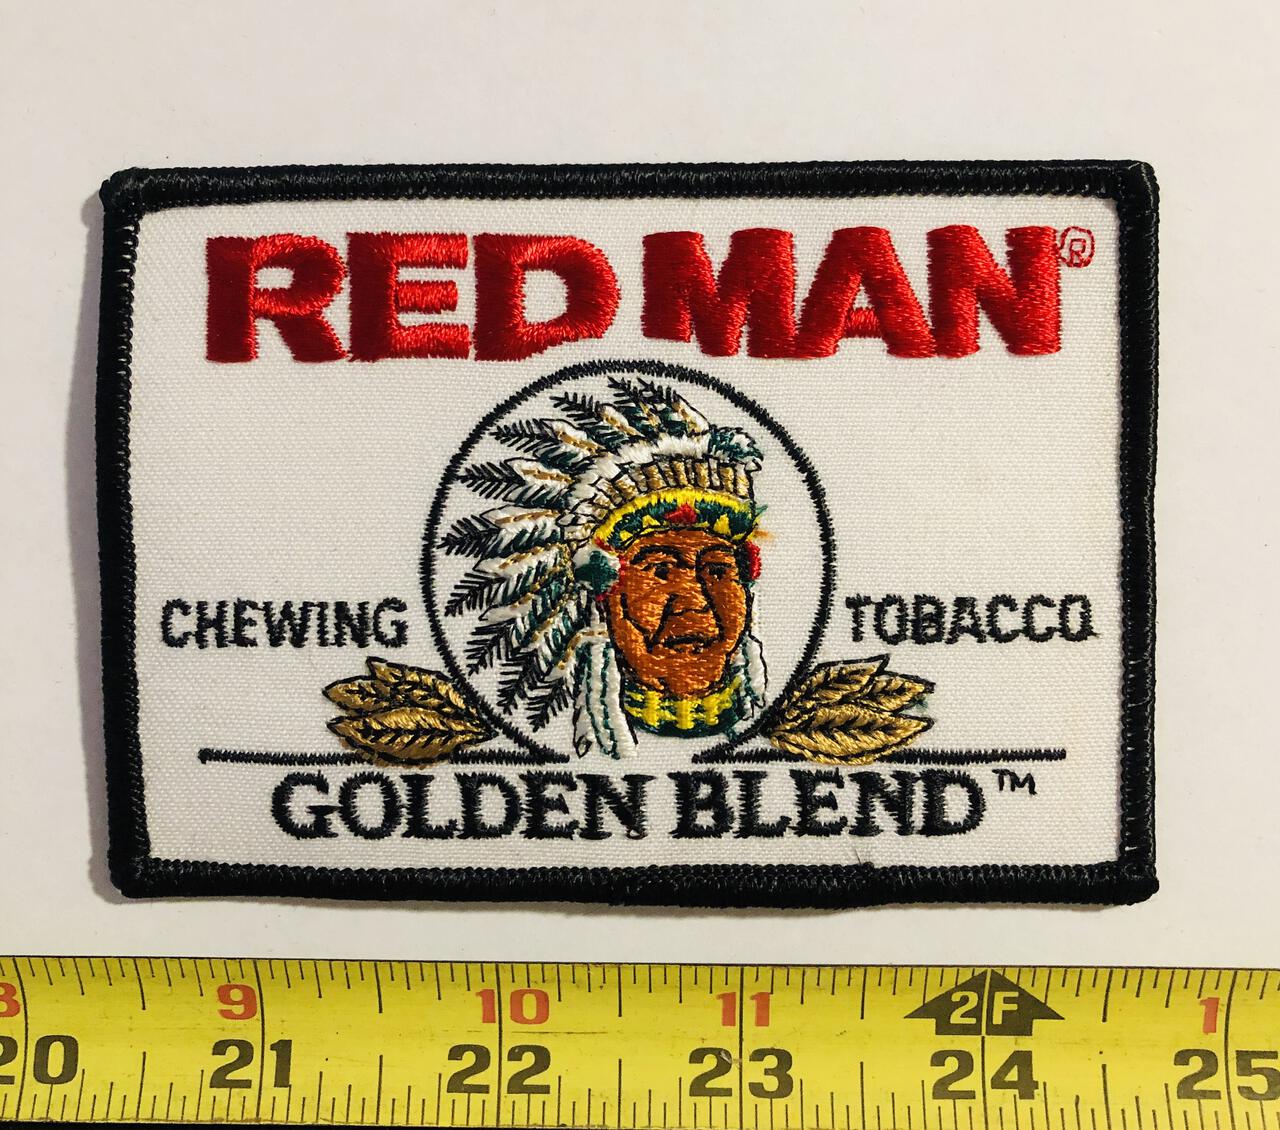 RED MAN®
CHEWING TOBACCO
GOLDEN BLEND™
8 9 10 11 2F 1
20 21 22 23 24 25